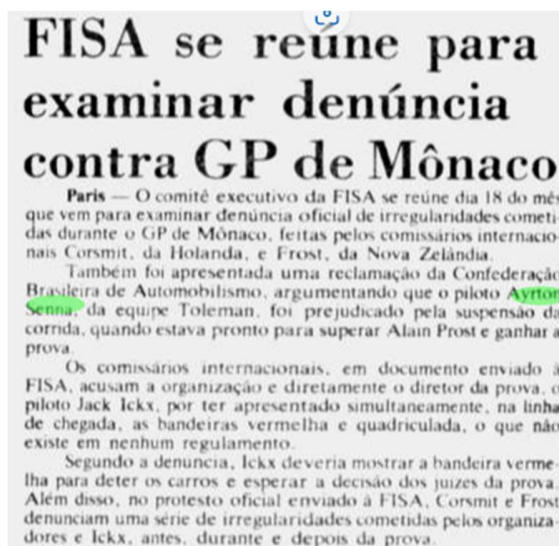 FISA se reúne para
examinar denúncia
contra GP de Mônaco
Paris — O comitê executivo da FISA se reúne dia 18 do mês
que vem para examinar denúncia oficial de irregularidades cometi-
das durante o GP de Mônaco, feitas pelos comissários internacio-
nais Corsmit, da Holanda, e Frost, da Nova Zelândia.
Também foi apresentada uma reclamação da Confederação
Brasileira de Automobilismo, argumentando que o piloto Ayrton
Senna, da equipe Toleman, foi prejudicado pela suspensão da
corrida, quando estava pronto para superar Alain Prost e ganhar a
prova.
Os comissários internacionais, em documento enviado à
FISA, acusam a organização e diretamente o diretor da prova, o
piloto Jack Ickx, por ter apresentado simultaneamente, na linha
de chegada, as bandeiras vermelha e quadriculada, o que não
existe em nenhum regulamento.
Segundo a denuncia, Ickx deveria mostrar a bandeira verme-
lha para deter os carros e esperar a decisão dos juizes da prova.
Além disso, no protesto oficial enviado à FISA, Corsmit e Frost
denunciam uma série de irregularidades cometidas pelos organiza-
dores e Ickx, antes, durante e depois da prova.